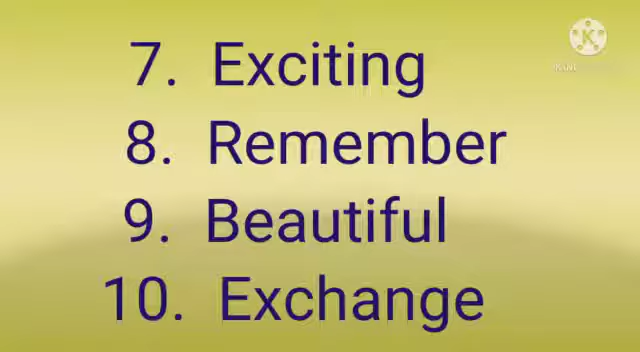 7. Exciting
8. Remember
9. Beautiful
10. Exchange